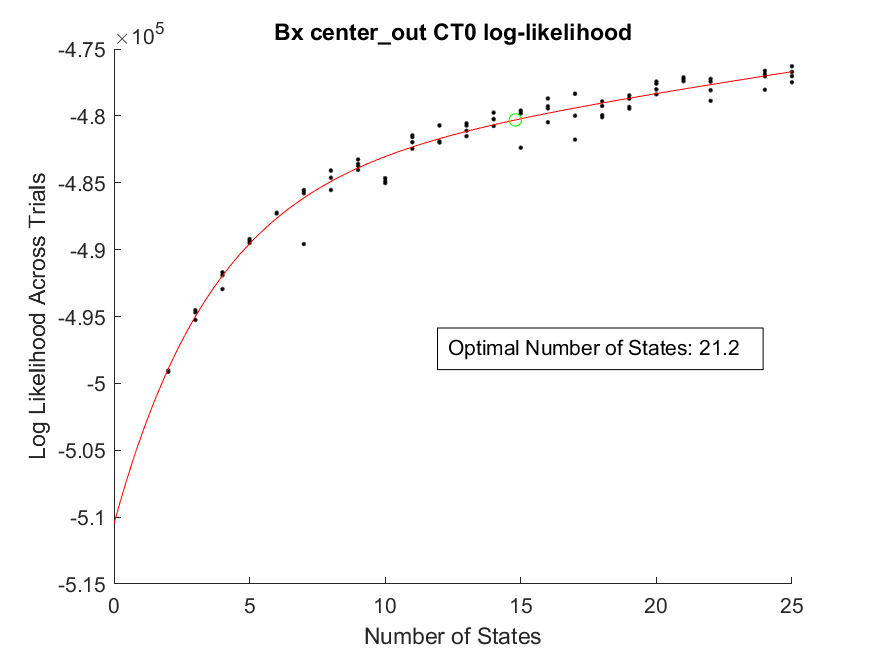 Bx center_out CT0 log-likelihood
×10⁵
-4.75
-4.8
-4.85
-4.9
-4.95
-5
-5.05
-5.1
-5.15
Log Likelihood Across Trials
Optimal Number of States: 21.2
0 5 10 15 20 25
Number of States